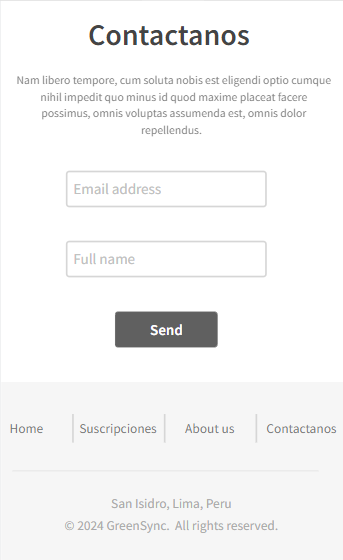 Contactanos
Nam libero tempore, cum soluta nobis est eligendi optio cumque
nihil impedit quo minus id quod maxime placeat facere
possimus, omnis voluptas assumenda est, omnis dolor
repellendus.
Email address
Full name
Send
Home Suscripciones About us Contactanos
San Isidro, Lima, Peru
© 2024 GreenSync. All rights reserved.